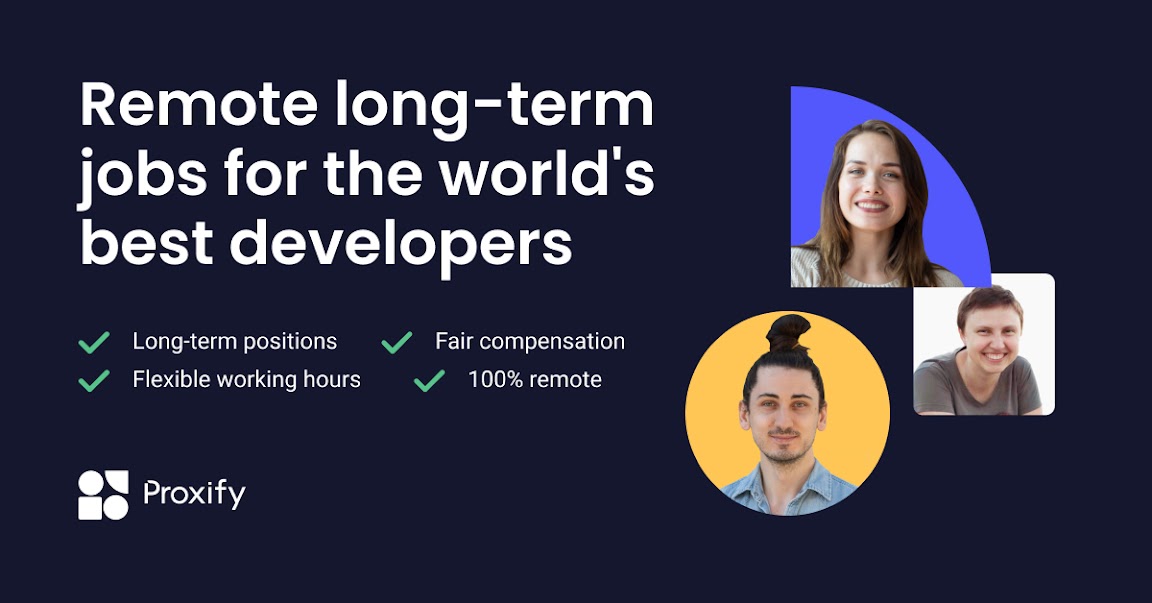 Remote long-term
jobs for the world's
best developers
Long-term positions
Fair compensation
Flexible working hours
100% remote
Proxify